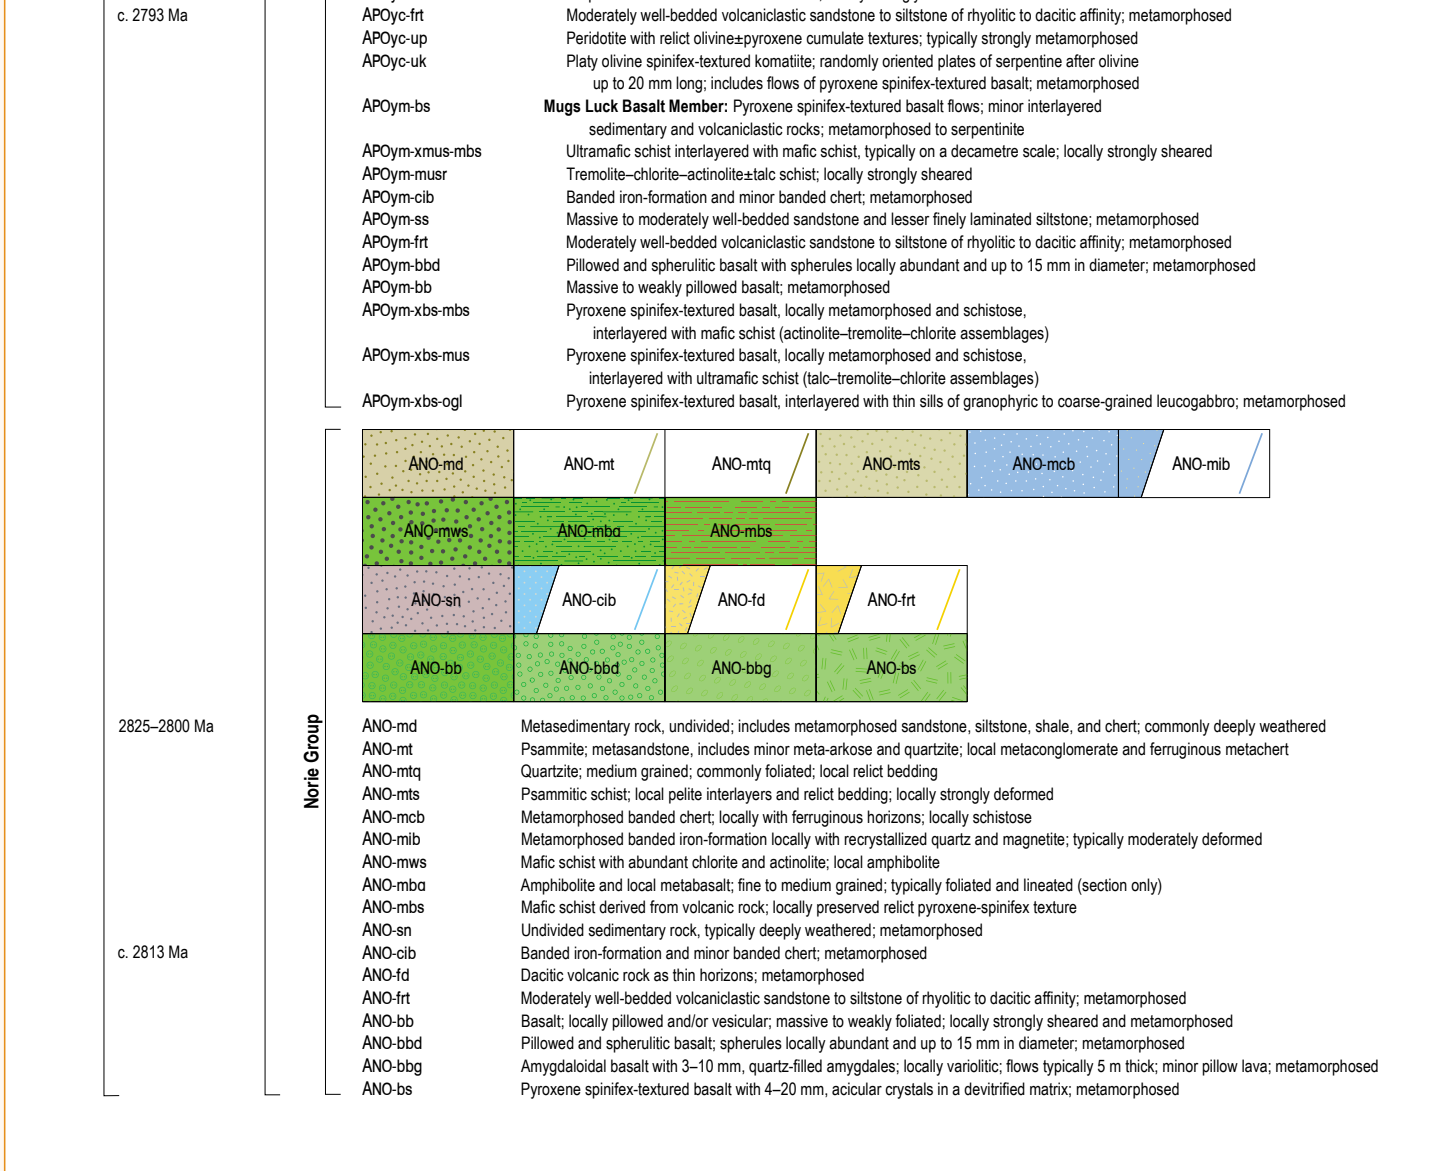 c. 2793 Ma APOyc-frt Moderately well-bedded volcaniclastic sandstone to siltstone of rhyolitic to dacitic affinity; metamorphosed
APOyc-up Peridotite with relict olivine±pyroxene cumulate textures; typically strongly metamorphosed
APOyc-uk Platy olivine spinifex-textured komatiite; randomly oriented plates of serpentine after olivine
up to 20 mm long; includes flows of pyroxene spinifex-textured basalt; metamorphosed
APOym-bs Mugs Luck Basalt Member: Pyroxene spinifex-textured basalt flows; minor interlayered
sedimentary and volcaniclastic rocks; metamorphosed to serpentinite
APOym-xmus-mbs Ultramafic schist interlayered with mafic schist, typically on a decametre scale; locally strongly sheared
APOym-musr Tremolite–chlorite–actinolite±talc schist; locally strongly sheared
APOym-cib Banded iron-formation and minor banded chert; metamorphosed
APOym-ss Massive to moderately well-bedded sandstone and lesser finely laminated siltstone; metamorphosed
APOym-frt Moderately well-bedded volcaniclastic sandstone to siltstone of rhyolitic to dacitic affinity; metamorphosed
APOym-bbd Pillowed and spherulitic basalt with spherules locally abundant and up to 15 mm in diameter; metamorphosed
APOym-bb Massive to weakly pillowed basalt; metamorphosed
APOym-xbs-mbs Pyroxene spinifex-textured basalt, locally metamorphosed and schistose,
interlayered with mafic schist (actinolite–tremolite–chlorite assemblages)
APOym-xbs-mus Pyroxene spinifex-textured basalt, locally metamorphosed and schistose,
interlayered with ultramafic schist (talc–tremolite–chlorite assemblages)
APOym-xbs-ogl Pyroxene spinifex-textured basalt, interlayered with thin sills of granophyric to coarse-grained leucogabbro; metamorphosed
ANO-md ANO-mt ANO-mtq ANO-mts ANO-mcb ANO-mib
ANO-mws ANO-mba ANO-mbs
ANO-sn ANO-cib ANO-fd ANO-frt
ANO-bb ANO-bbd ANO-bbg ANO-bs
Norie Group
2825–2800 Ma ANO-md Metasedimentary rock, undivided; includes metamorphosed sandstone, siltstone, shale, and chert; commonly deeply weathered
ANO-mt Psammite; metasandstone, includes minor meta-arkose and quartzite; local metaconglomerate and ferruginous metachert
ANO-mtq Quartzite; medium grained; commonly foliated; local relict bedding
ANO-mts Psammitic schist; local pelite interlayers and relict bedding; locally strongly deformed
ANO-mcb Metamorphosed banded chert; locally with ferruginous horizons; locally schistose
ANO-mib Metamorphosed banded iron-formation locally with recrystallized quartz and magnetite; typically moderately deformed
ANO-mws Mafic schist with abundant chlorite and actinolite; local amphibolite
ANO-mba Amphibolite and local metabasalt; fine to medium grained; typically foliated and lineated (section only)
ANO-mbs Mafic schist derived from volcanic rock; locally preserved relict pyroxene-spinifex texture
ANO-sn Undivided sedimentary rock, typically deeply weathered; metamorphosed
c. 2813 Ma ANO-cib Banded iron-formation and minor banded chert; metamorphosed
ANO-fd Dacitic volcanic rock as thin horizons; metamorphosed
ANO-frt Moderately well-bedded volcaniclastic sandstone to siltstone of rhyolitic to dacitic affinity; metamorphosed
ANO-bb Basalt; locally pillowed and/or vesicular; massive to weakly foliated; locally strongly sheared and metamorphosed
ANO-bbd Pillowed and spherulitic basalt; spherules locally abundant and up to 15 mm in diameter; metamorphosed
ANO-bbg Amygdaloidal basalt with 3–10 mm, quartz-filled amygdales; locally variolitic; flows typically 5 m thick; minor pillow lava; metamorphosed
ANO-bs Pyroxene spinifex-textured basalt with 4–20 mm, acicular crystals in a devitrified matrix; metamorphosed